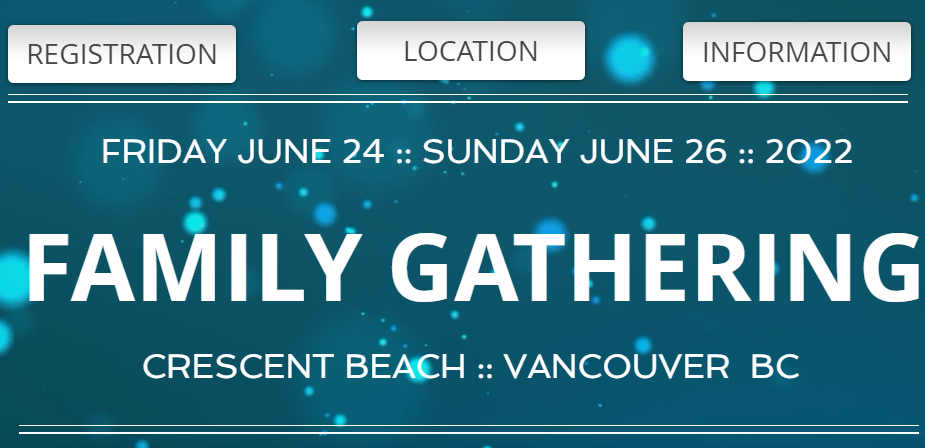 REGISTRATION
LOCATION
INFORMATION
FRIDAY JUNE 24 :: SUNDAY JUNE 26 :: 2022
FAMILY GATHERING
CRESCENT BEACH :: VANCOUVER BC